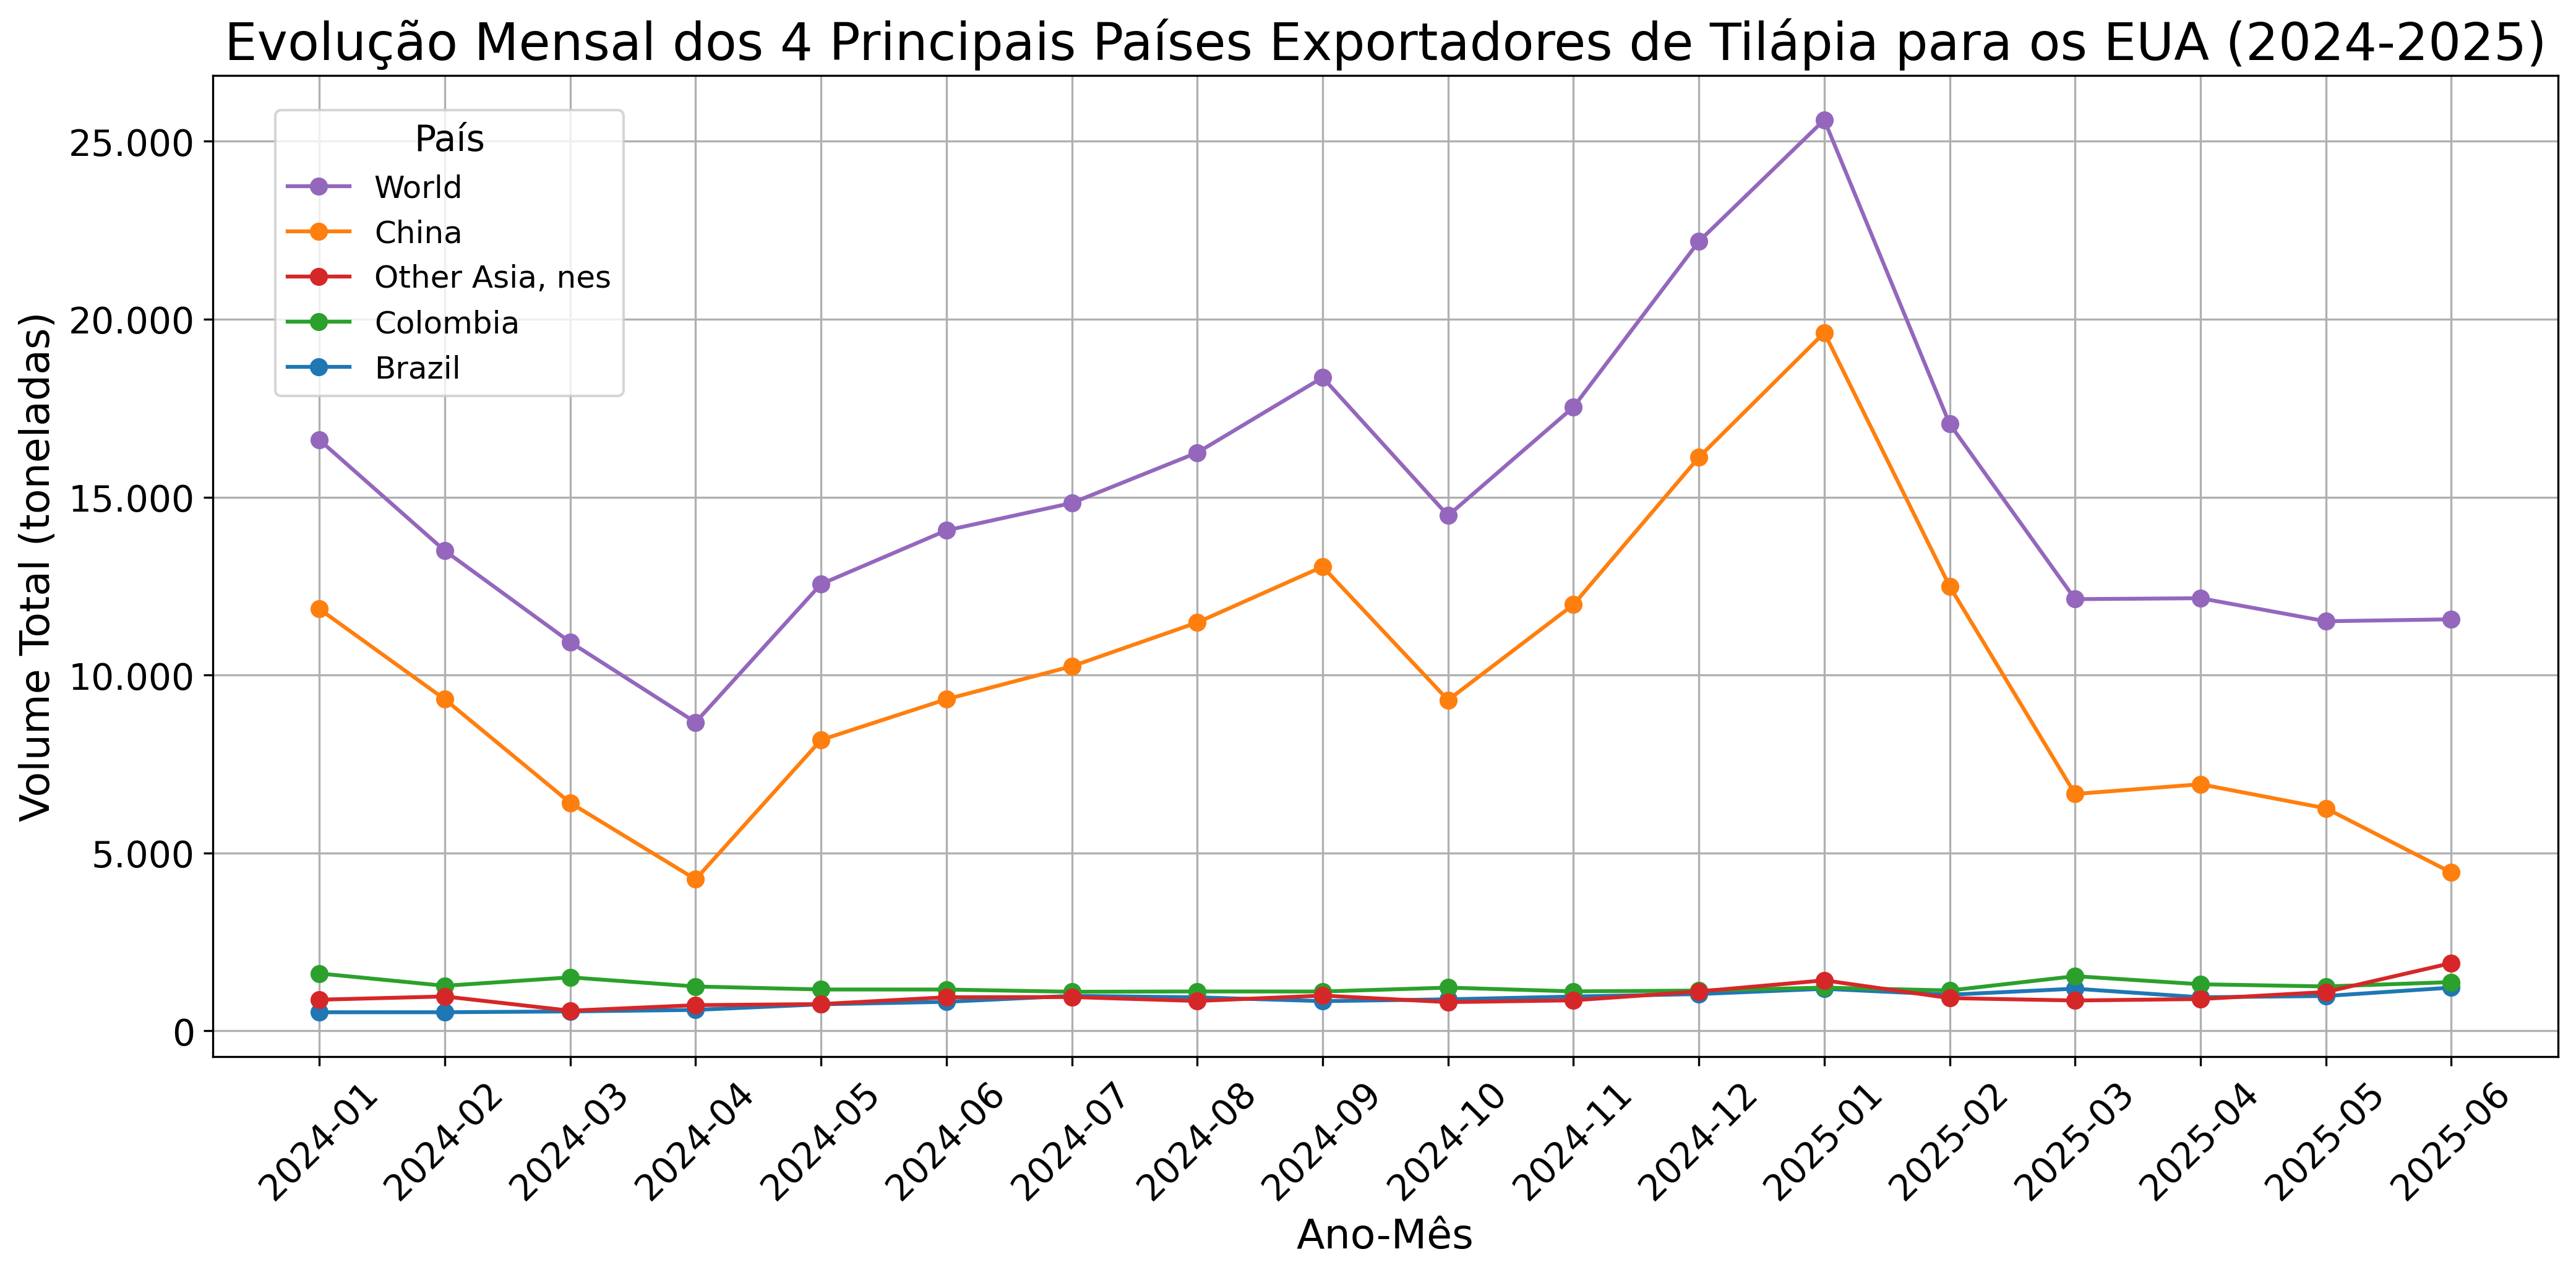 Evolução Mensal dos 4 Principais Países Exportadores de Tilápia para os EUA (2024-2025)
Volume Total (toneladas)
25.000
20.000
15.000
10.000
5.000
0
País
World
China
Other Asia, nes
Colombia
Brazil
2024-01
2024-02
2024-03
2024-04
2024-05
2024-06
2024-07
2024-08
2024-09
2024-10
2024-11
2024-12
2025-01
2025-02
2025-03
2025-04
2025-05
2025-06
Ano-Mês